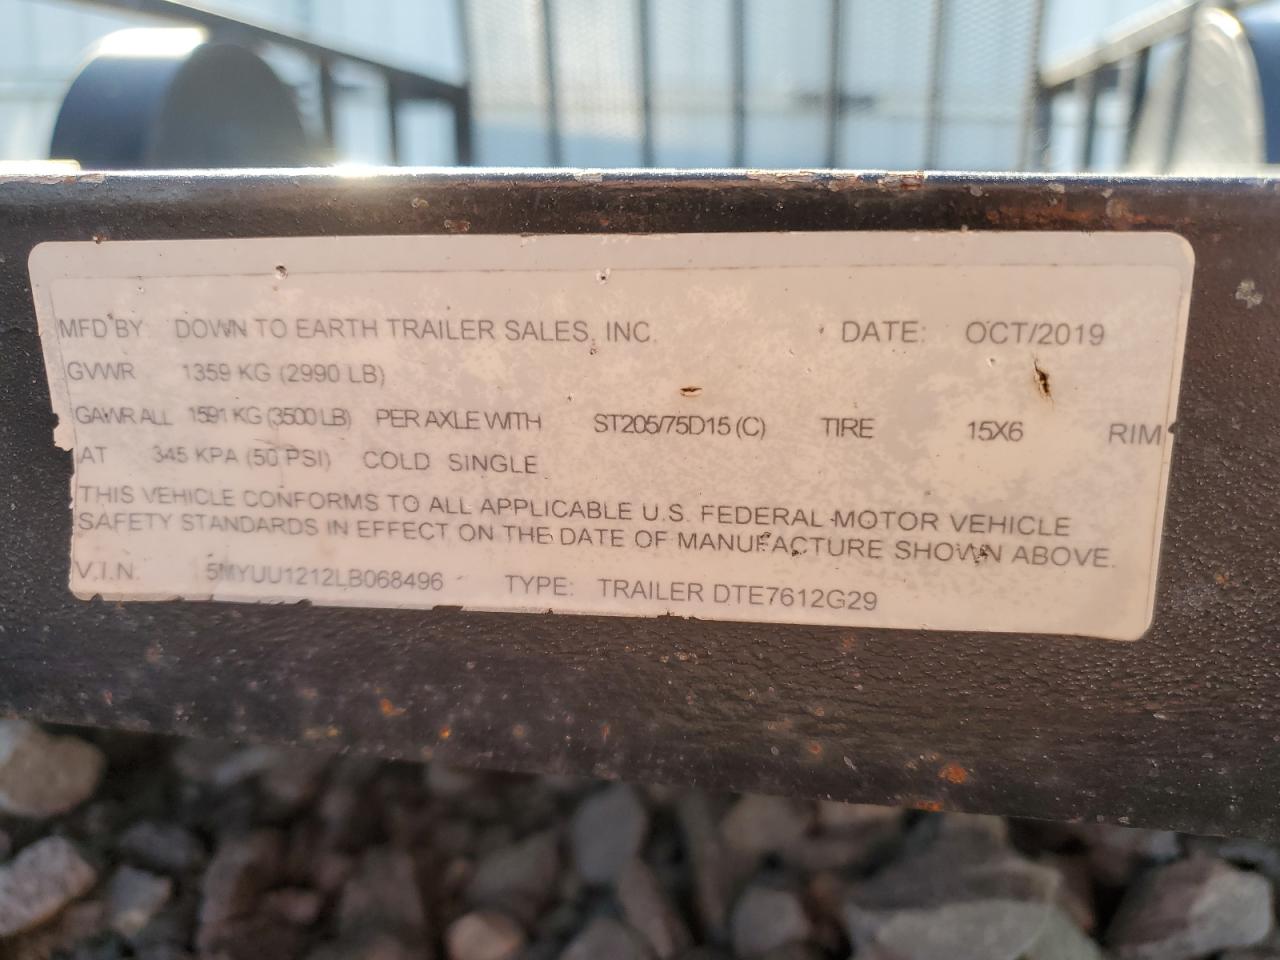 MFD BY DOWN TO EARTH TRAILER SALES, INC. DATE: OCT/2019
GVWR 1359 KG (2990 LB)
GAWR ALL 1591 KG (3500 LB) PER AXLE WITH ST205/75D15 (C) TIRE 15X6 RIM
AT 345 KPA (50 PSI) COLD SINGLE
THIS VEHICLE CONFORMS TO ALL APPLICABLE U.S. FEDERAL MOTOR VEHICLE
SAFETY STANDARDS IN EFFECT ON THE DATE OF MANUFACTURE SHOWN ABOVE.
V.I.N. 5MYUU1212LB068496 TYPE: TRAILER DTE7612G29